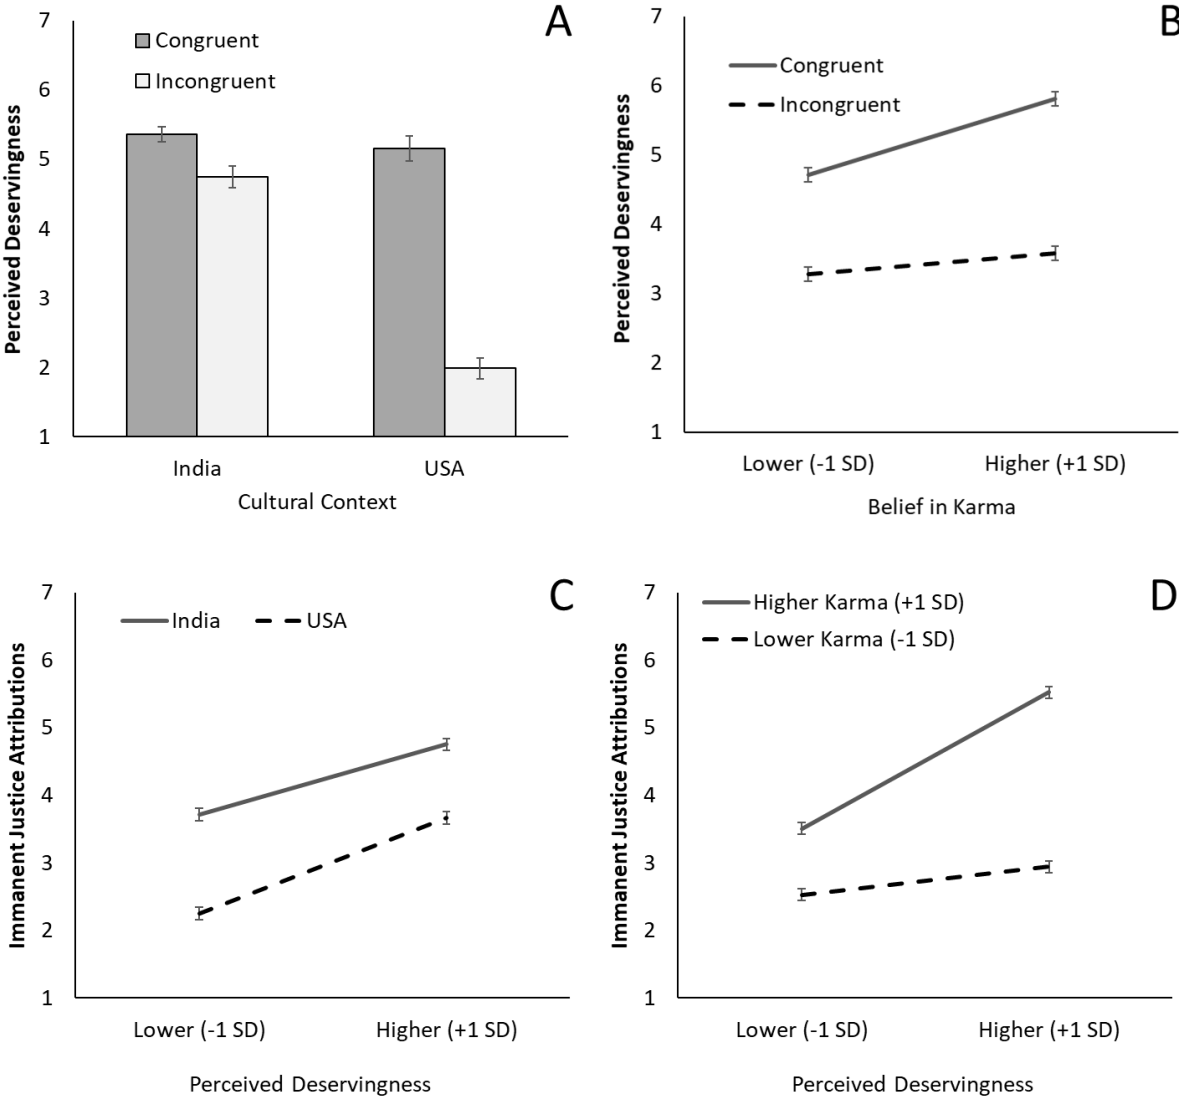 A
Perceived Deservingness
7
6
5
4
3
2
1
Congruent
Incongruent
India
USA
Cultural Context
B
Perceived Deservingness
7
6
5
4
3
2
1
Congruent
Incongruent
Lower (-1 SD)
Higher (+1 SD)
Belief in Karma
C
Immanent Justice Attributions
7
6
5
4
3
2
1
India
USA
Lower (-1 SD)
Higher (+1 SD)
Perceived Deservingness
D
Immanent Justice Attributions
7
6
5
4
3
2
1
Higher Karma (+1 SD)
Lower Karma (-1 SD)
Lower (-1 SD)
Higher (+1 SD)
Perceived Deservingness